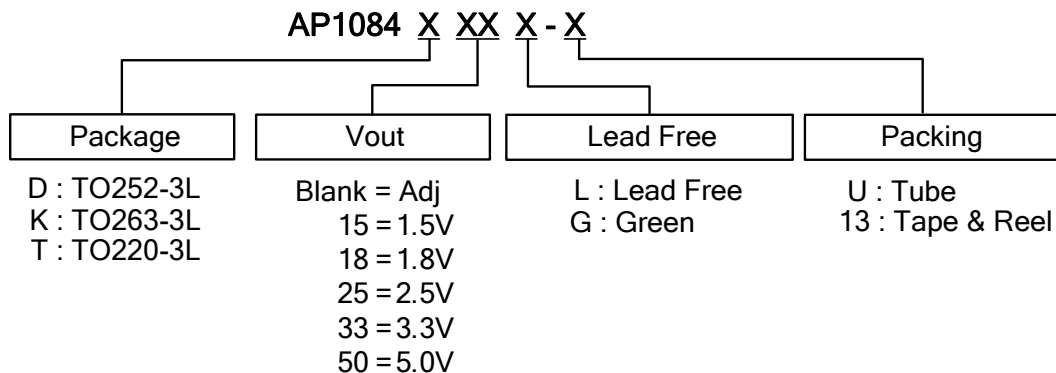 AP1084 X XX X - X
Package
Vout
Lead Free
Packing
D : TO252-3L
K : TO263-3L
T : TO220-3L
Blank = Adj
15 = 1.5V
18 = 1.8V
25 = 2.5V
33 = 3.3V
50 = 5.0V
L : Lead Free
G : Green
U : Tube
13 : Tape & Reel